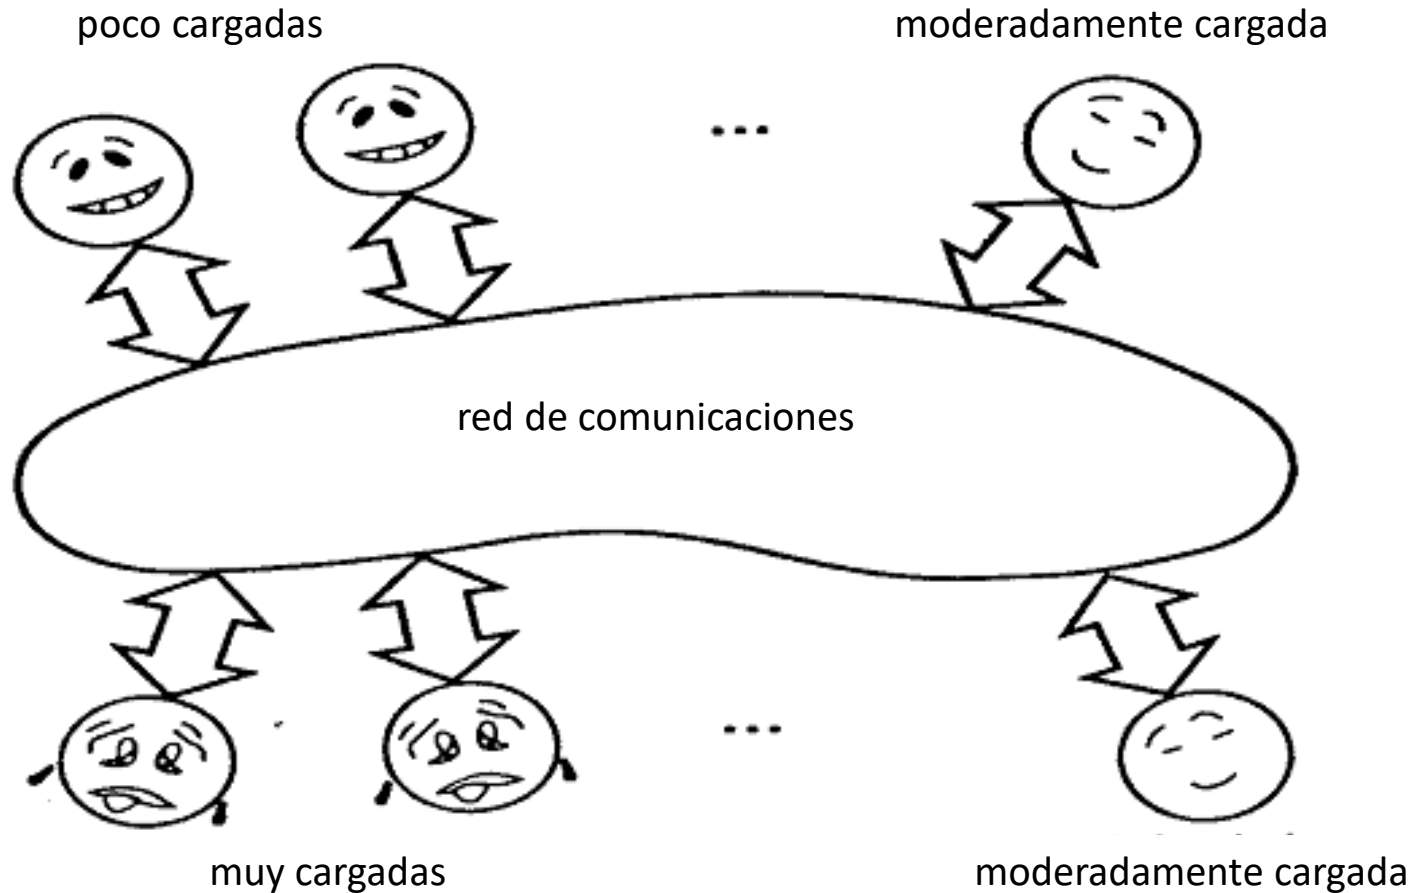 poco cargadas
moderadamente cargada
...
red de comunicaciones
...
muy cargadas
moderadamente cargada